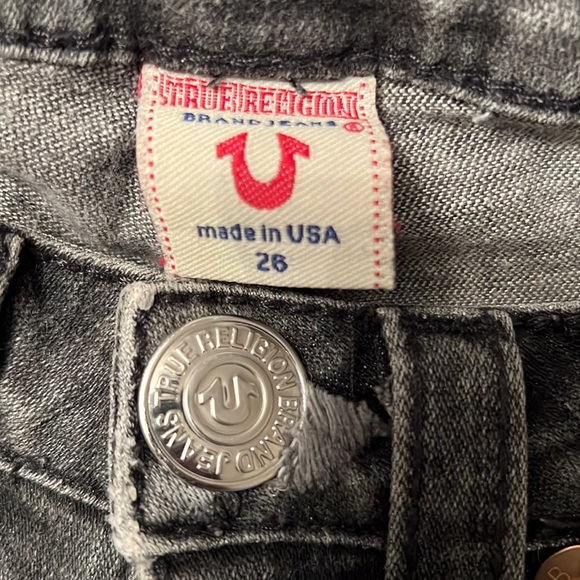 TRUE RELIGION
BRAND JEANS ®
made in USA
26
TRUE RELIGION BRAND JEANS